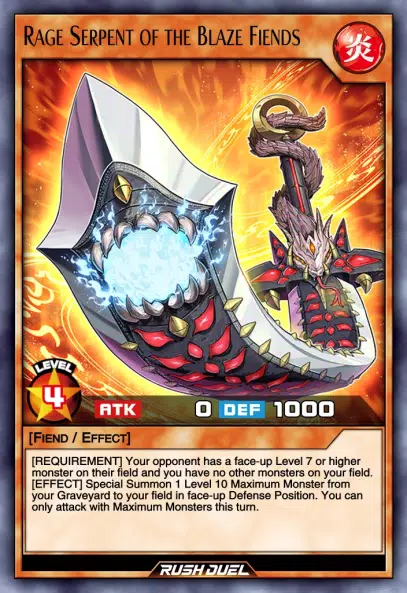 RAGE SERPENT OF THE BLAZE FIENDS
炎
LEVEL
4
ATK 0 DEF 1000
[FIEND / EFFECT]
[REQUIREMENT] Your opponent has a face-up Level 7 or higher
monster on their field and you have no other monsters on your field.
[EFFECT] Special Summon 1 Level 10 Maximum Monster from
your Graveyard to your field in face-up Defense Position. You can
only attack with Maximum Monsters this turn.
RUSH DUEL